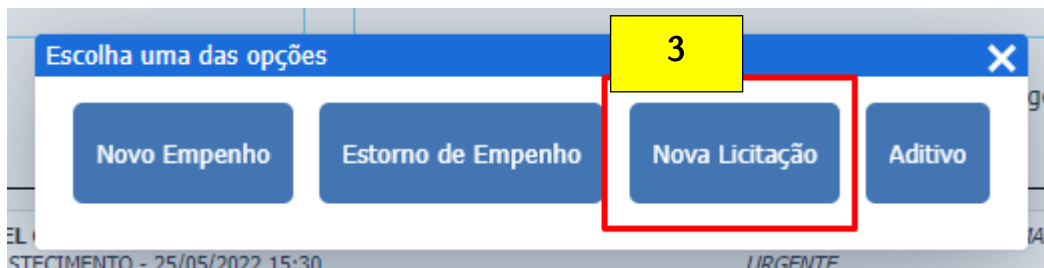 3
Escolha uma das opções
Novo Empenho
Estorno de Empenho
Nova Licitação
Aditivo
STECIMENTO - 25/05/2022 15:30
URGENTE